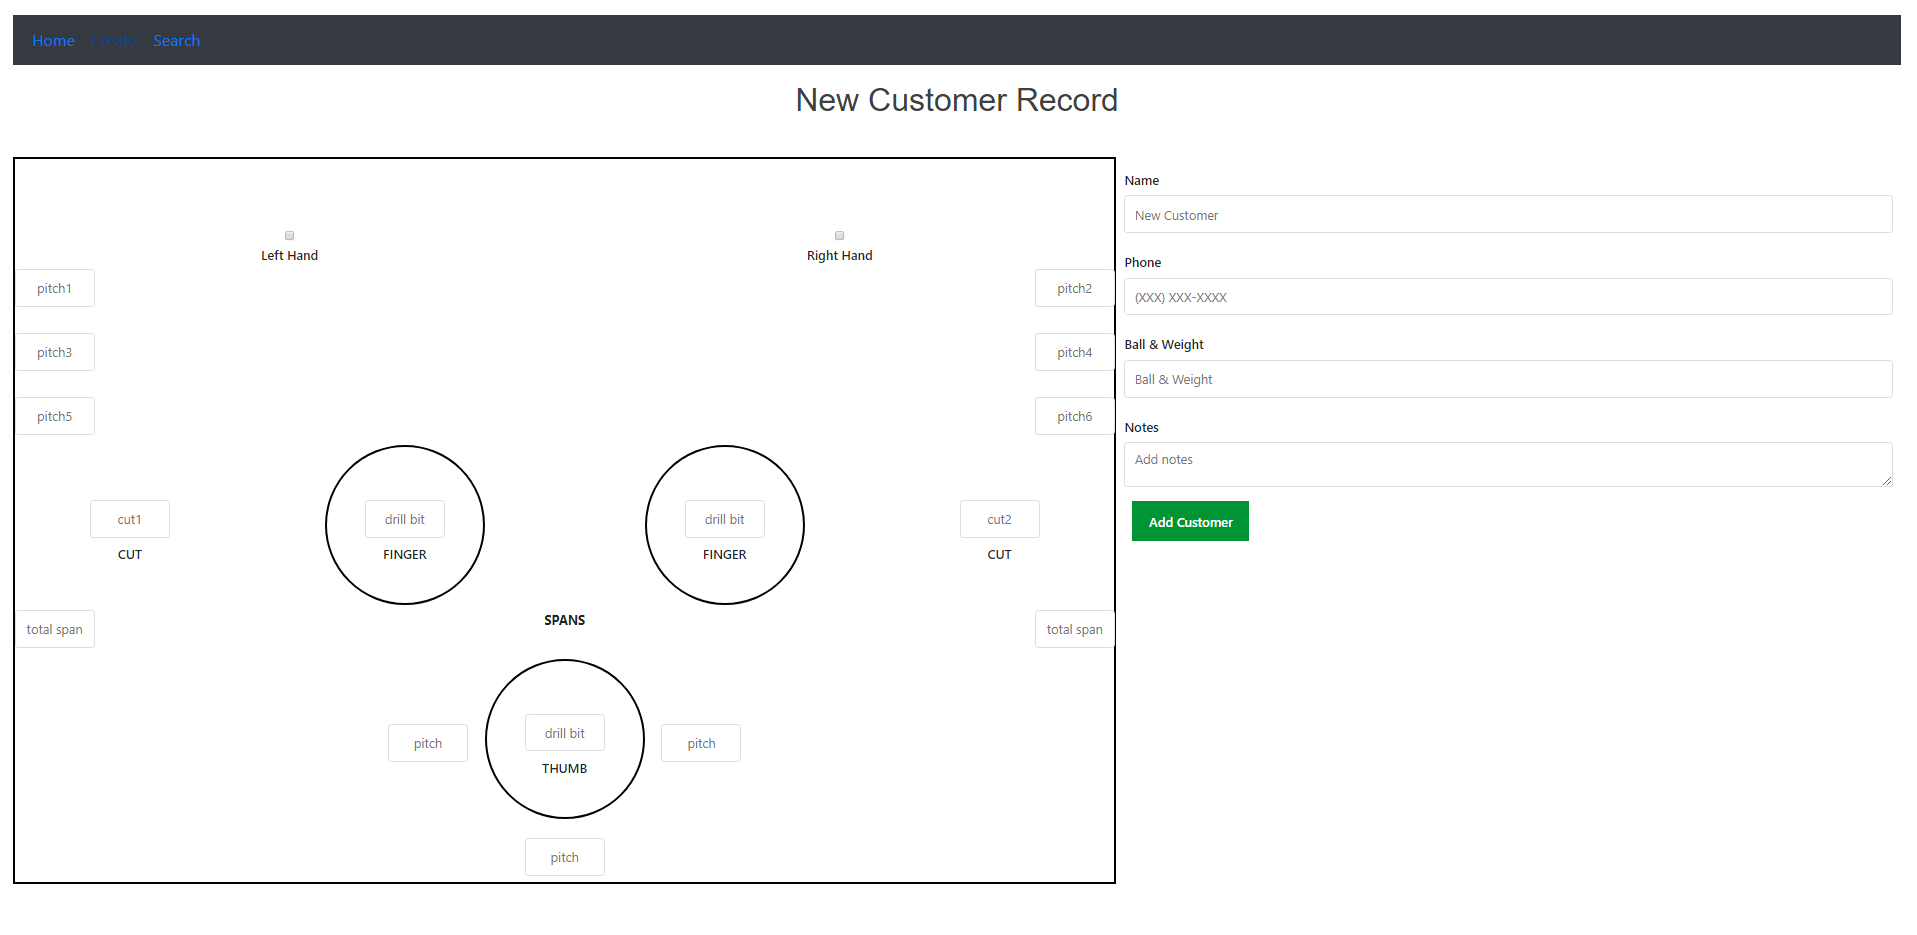 Home Create Search
New Customer Record
Left Hand Right Hand
pitch1 pitch2
pitch3 pitch4
pitch5 pitch6
cut1 drill bit drill bit cut2
CUT FINGER FINGER CUT
SPANS
total span total span
pitch drill bit pitch
THUMB
pitch
Name
New Customer
Phone
(XXX) XXX-XXXX
Ball & Weight
Ball & Weight
Notes
Add notes
Add Customer